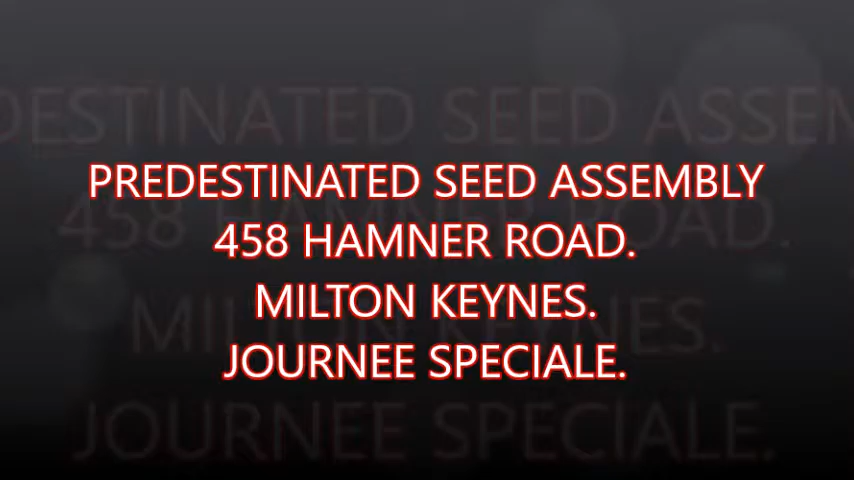 PREDESTINATED SEED ASSEMBLY
458 HAMNER ROAD.
MILTON KEYNES.
JOURNEE SPECIALE.